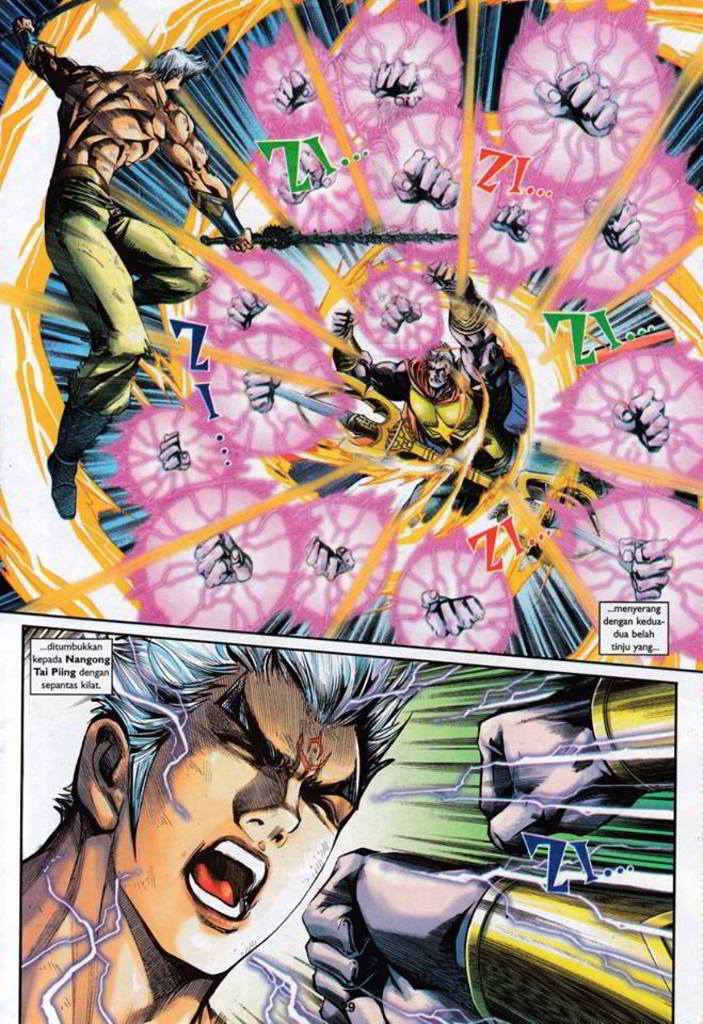 ZI...
ZI...
ZI...
ZI...
ZI...
...menyerang
dengan kedua-
dua belah
tinju yang...
...ditumbukkan
kepada Nangong
Tai Piing dengan
sepantas kilat.
ZI...
9